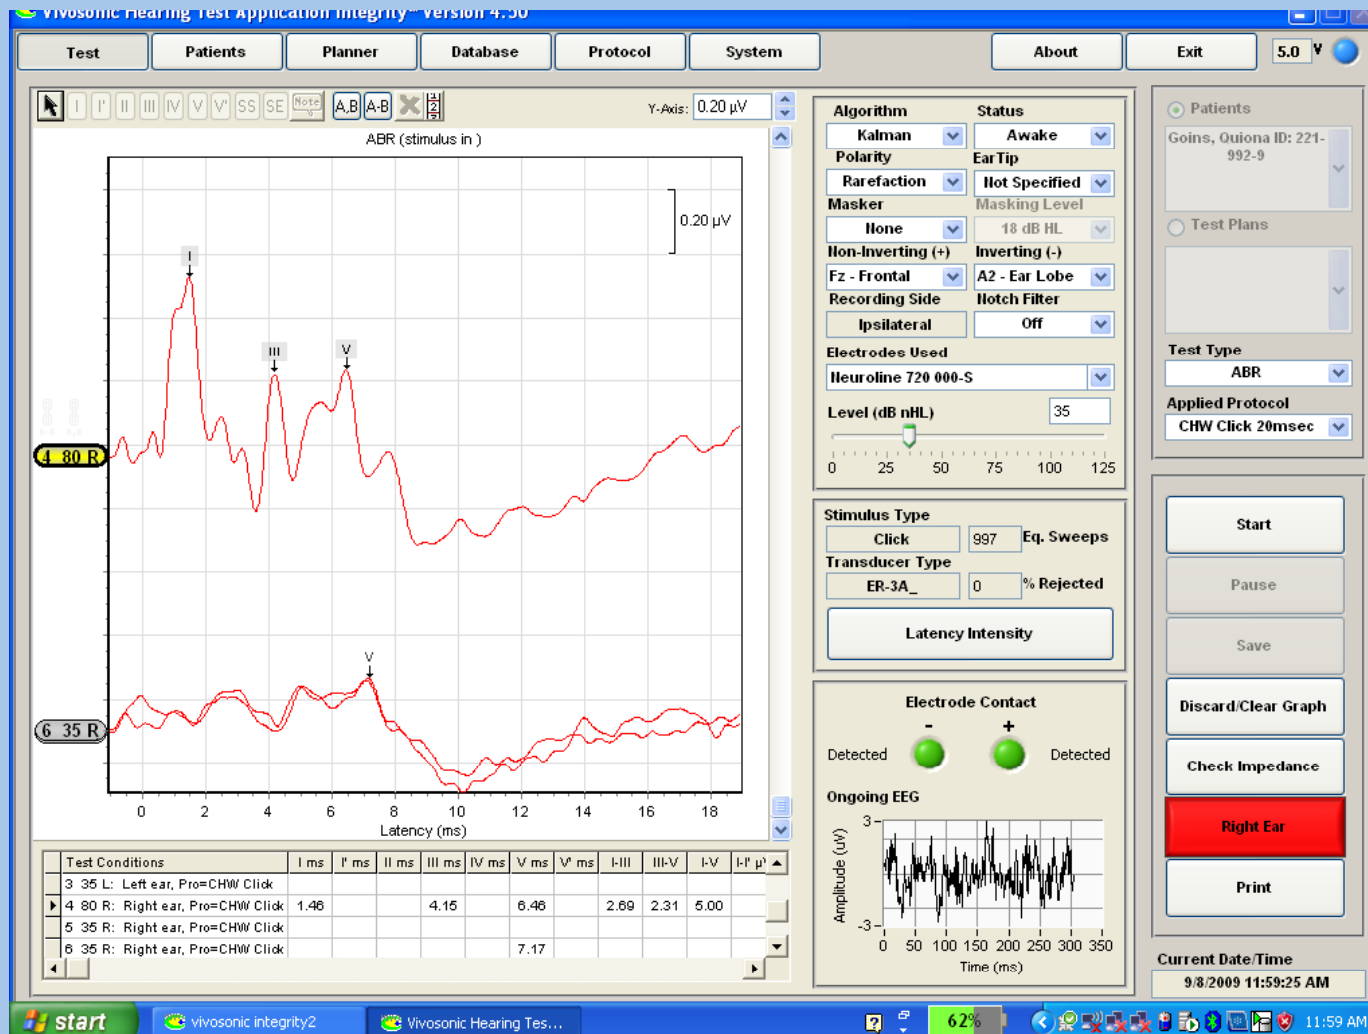 Vivosonic Hearing Test Application Integrity™ Version 4.50
Test Patients Planner Database Protocol System About Exit 5.0 V
I I' II III IV V V' SS SE Note A,B A-B 1 2 Y-Axis: 0.20 µV
ABR (stimulus in )
0.20 µV
I
III V
4 80 R
V
6 35 R
0 2 4 6 8 10 12 14 16 18
Latency (ms)
Test Conditions I ms I' ms II ms III ms IV ms V ms V' ms I-III III-V I-V I-I' µV
3 35 L: Left ear, Pro=CHW Click
4 80 R: Right ear, Pro=CHW Click 1.46 4.15 6.46 2.69 2.31 5.00
5 35 R: Right ear, Pro=CHW Click
6 35 R: Right ear, Pro=CHW Click 7.17
Algorithm Status
Kalman Awake
Polarity EarTip
Rarefaction Not Specified
Masker Masking Level
None 18 dB HL
Non-Inverting (+) Inverting (-)
Fz - Frontal A2 - Ear Lobe
Recording Side Notch Filter
Ipsilateral Off
Electrodes Used
Neuroline 720 000-S
Level (dB nHL) 35
0 25 50 75 100 125
Stimulus Type
Click 997 Eq. Sweeps
Transducer Type
ER-3A_ 0 % Rejected
Latency Intensity
Electrode Contact
- +
Detected Detected
Ongoing EEG
Amplitude (uV)
3
-3
0 50 100 150 200 250 300 350
Time (ms)
Patients
Goins, Quiona ID: 221-
992-9
Test Plans
Test Type
ABR
Applied Protocol
CHW Click 20msec
Start
Pause
Save
Discard/Clear Graph
Check Impedance
Right Ear
Print
Current Date/Time
9/8/2009 11:59:25 AM
start vivosonic integrity2 Vivosonic Hearing Tes... 62% 11:59 AM